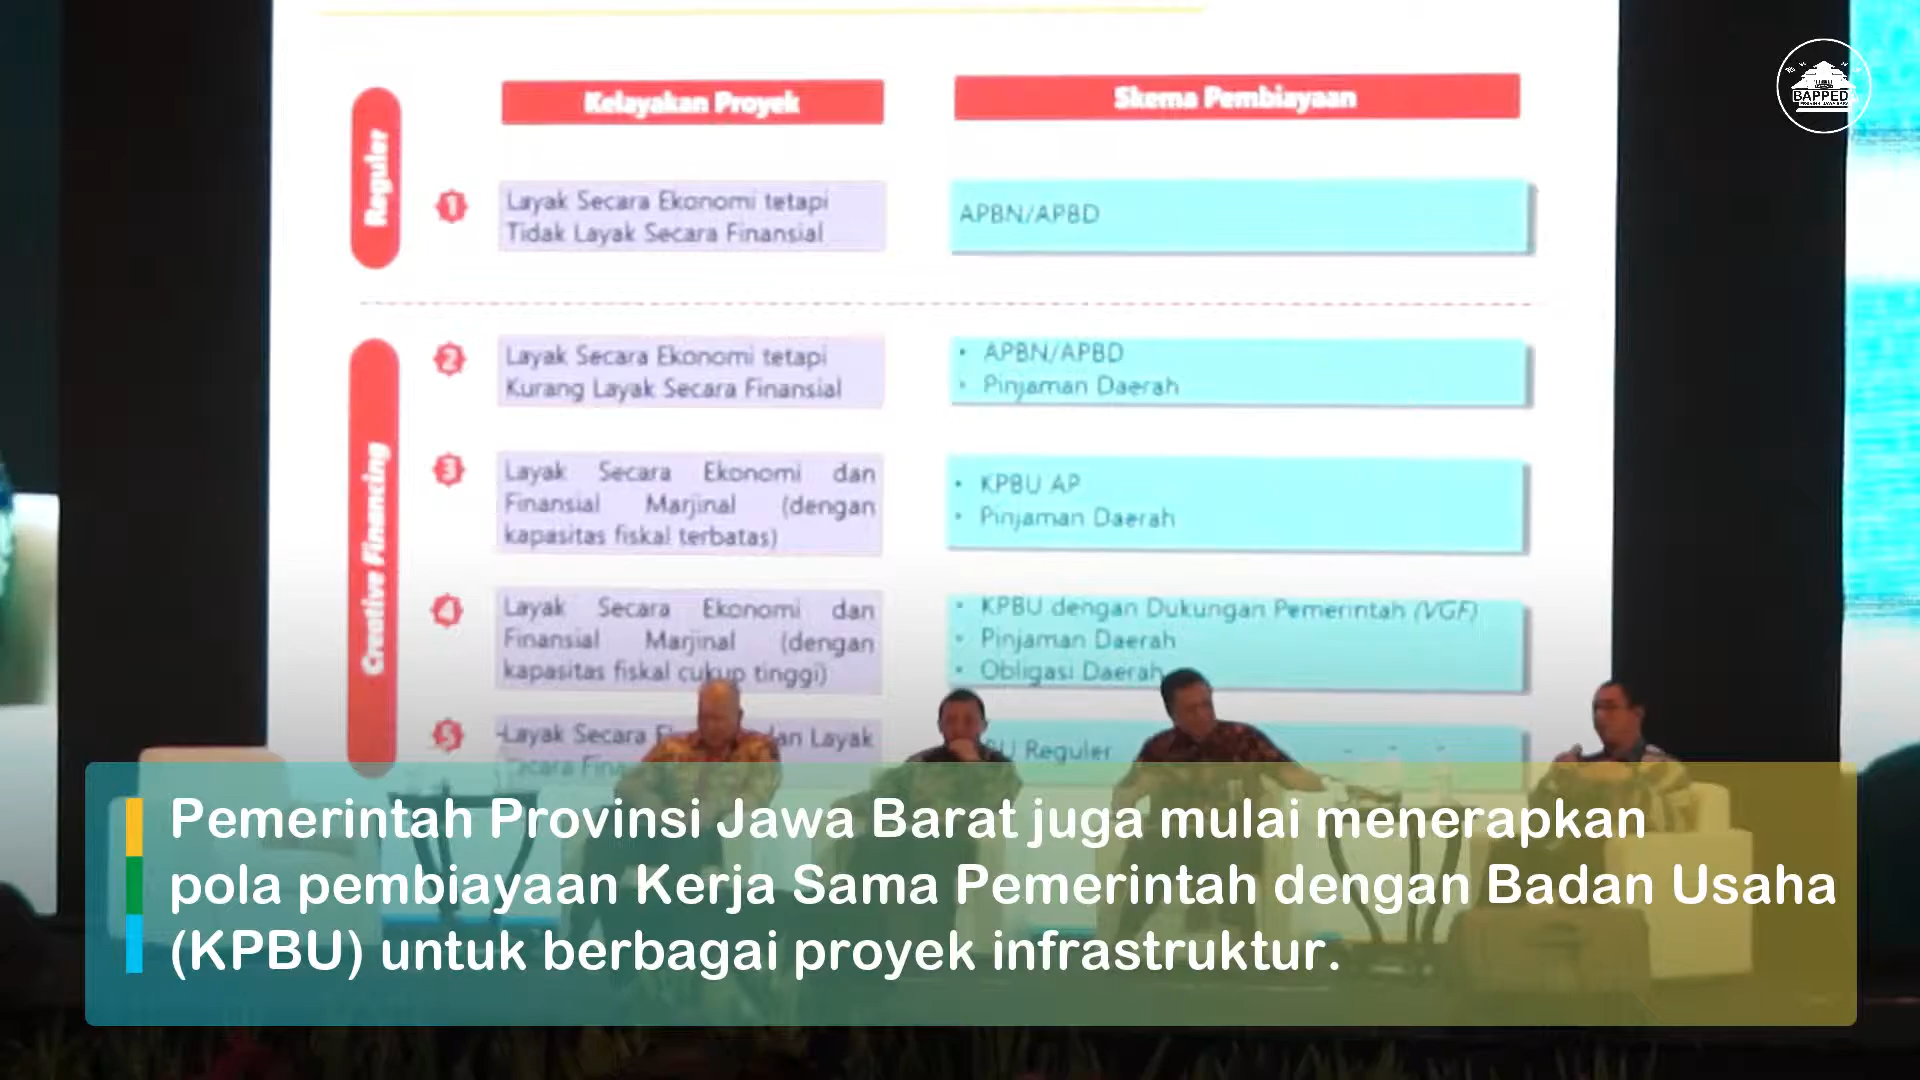 Kelayakan Proyek
Skema Pembiayaan
BAPPED
Reguler
1
Layak Secara Ekonomi tetapi
Tidak Layak Secara Finansial
APBN/APBD
Creative Financing
2
Layak Secara Ekonomi tetapi
Kurang Layak Secara Finansial
• APBN/APBD
• Pinjaman Daerah
3
Layak Secara Ekonomi dan
Finansial Marjinal (dengan
kapasitas fiskal terbatas)
• KPBU AP
• Pinjaman Daerah
4
Layak Secara Ekonomi dan
Finansial Marjinal (dengan
kapasitas fiskal cukup tinggi)
• KPBU dengan Dukungan Pemerintah (VGF)
• Pinjaman Daerah
• Obligasi Daerah
5
Layak Secara Layak
Reguler
Pemerintah Provinsi Jawa Barat juga mulai menerapkan
pola pembiayaan Kerja Sama Pemerintah dengan Badan Usaha
(KPBU) untuk berbagai proyek infrastruktur.